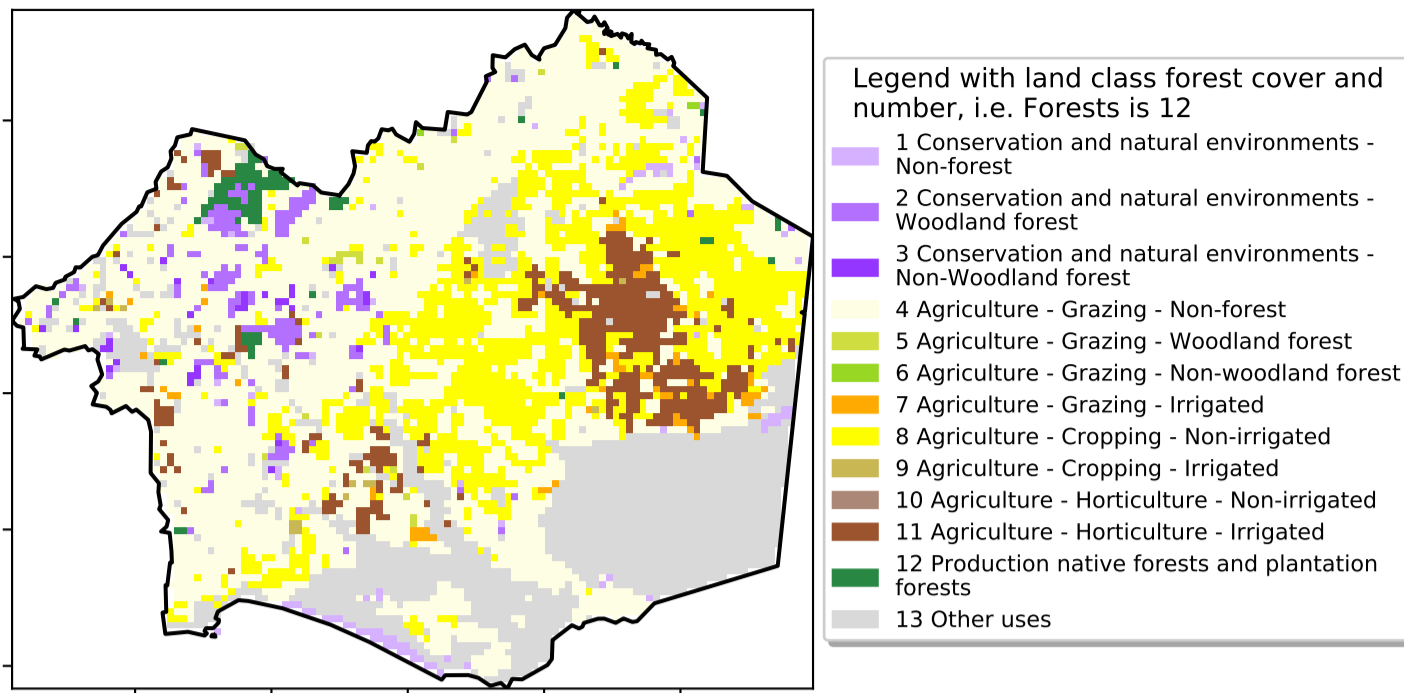 Legend with land class forest cover and
number, i.e. Forests is 12
1 Conservation and natural environments -
Non-forest
2 Conservation and natural environments -
Woodland forest
3 Conservation and natural environments -
Non-Woodland forest
4 Agriculture - Grazing - Non-forest
5 Agriculture - Grazing - Woodland forest
6 Agriculture - Grazing - Non-woodland forest
7 Agriculture - Grazing - Irrigated
8 Agriculture - Cropping - Non-irrigated
9 Agriculture - Cropping - Irrigated
10 Agriculture - Horticulture - Non-irrigated
11 Agriculture - Horticulture - Irrigated
12 Production native forests and plantation
forests
13 Other uses